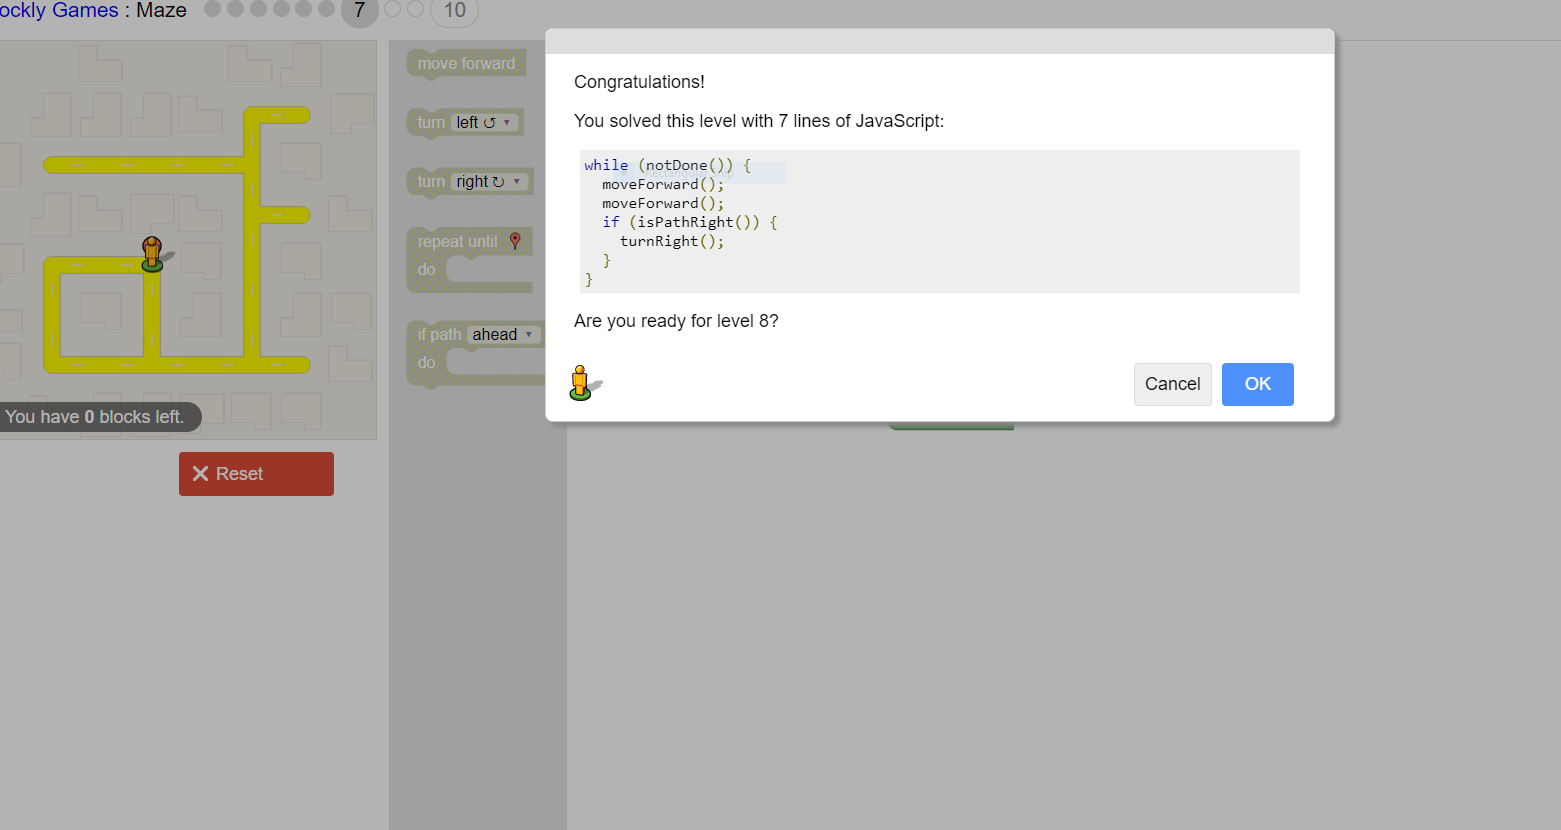 ockly Games : Maze 7 10
move forward
turn left ↺ ▾
turn right ↻ ▾
repeat until
do
if path ahead ▾
do
You have 0 blocks left.
Reset
Congratulations!
You solved this level with 7 lines of JavaScript:
while (notDone()) {
moveForward();
moveForward();
if (isPathRight()) {
turnRight();
}
}
Are you ready for level 8?
Cancel OK